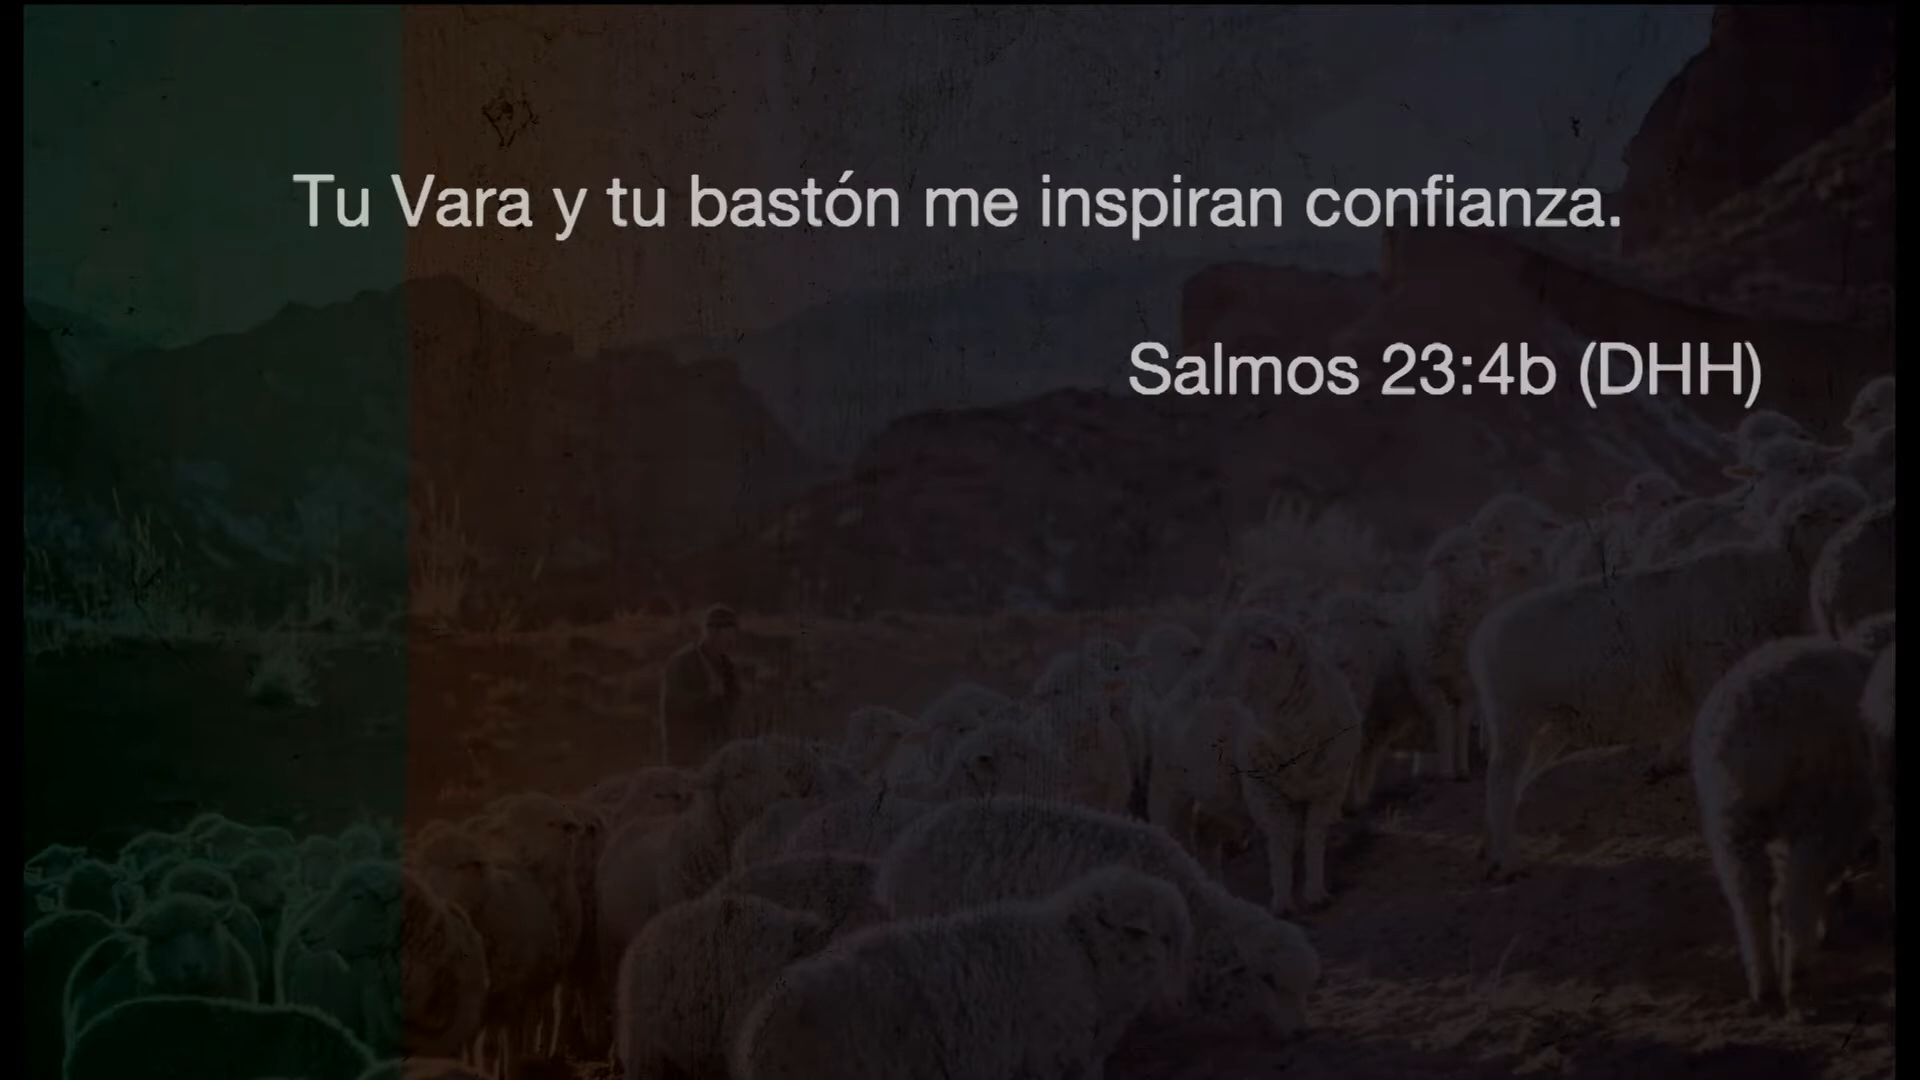 Tu Vara y tu bastón me inspiran confianza.
Salmos 23:4b (DHH)